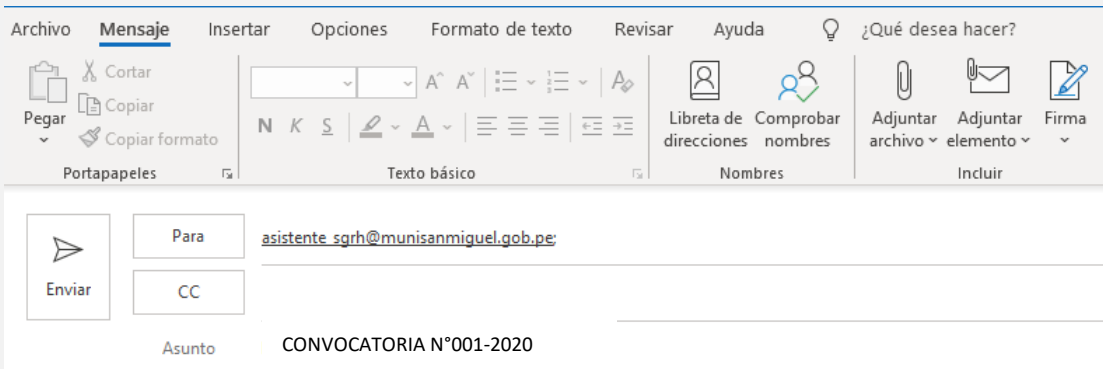 Archivo Mensaje Insertar Opciones Formato de texto Revisar Ayuda ¿Qué desea hacer?
Pegar
Cortar
Copiar
Copiar formato
Portapapeles
N K S A
Texto básico
Libreta de direcciones
Comprobar nombres
Nombres
Adjuntar archivo
Adjuntar elemento
Firma
Incluir
Enviar
Para asistente_sgrh@munisanmiguel.gob.pe;
CC
Asunto CONVOCATORIA N°001-2020